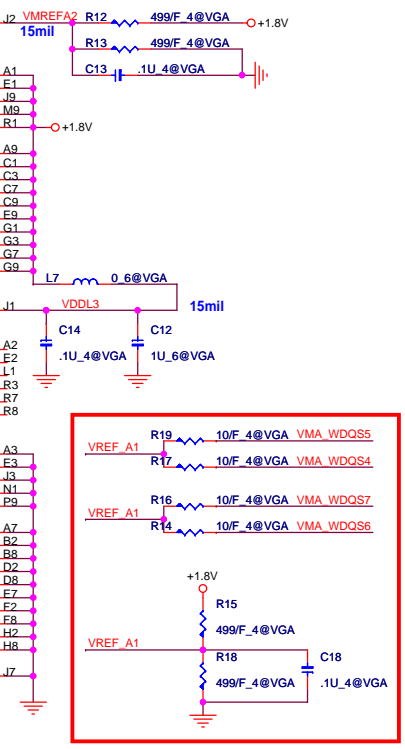 J2 VMREFA2 R12 499/F_4@VGA +1.8V
15mil
R13 499/F_4@VGA
C13 .1U_4@VGA
A1
E1
J9
M9
R1 +1.8V
A9
C1
C3
C7
C9
E9
G1
G3
G7
G9
L7 0_6@VGA
J1 VDDL3 15mil
C14 C12
.1U_4@VGA 1U_6@VGA
A2
E2
L1
R3
R7
R8
R19 10/F_4@VGA VMA_WDQS5
VREF_A1
A3
R17 10/F_4@VGA VMA_WDQS4
E3
J3
N1
P9
R16 10/F_4@VGA VMA_WDQS7
VREF_A1
R14 10/F_4@VGA VMA_WDQS6
A7
B2
B8
D2
D8
E7
F2
F8
H2
H8
J7
+1.8V
R15
499/F_4@VGA
VREF_A1
R18 C18
499/F_4@VGA .1U_4@VGA